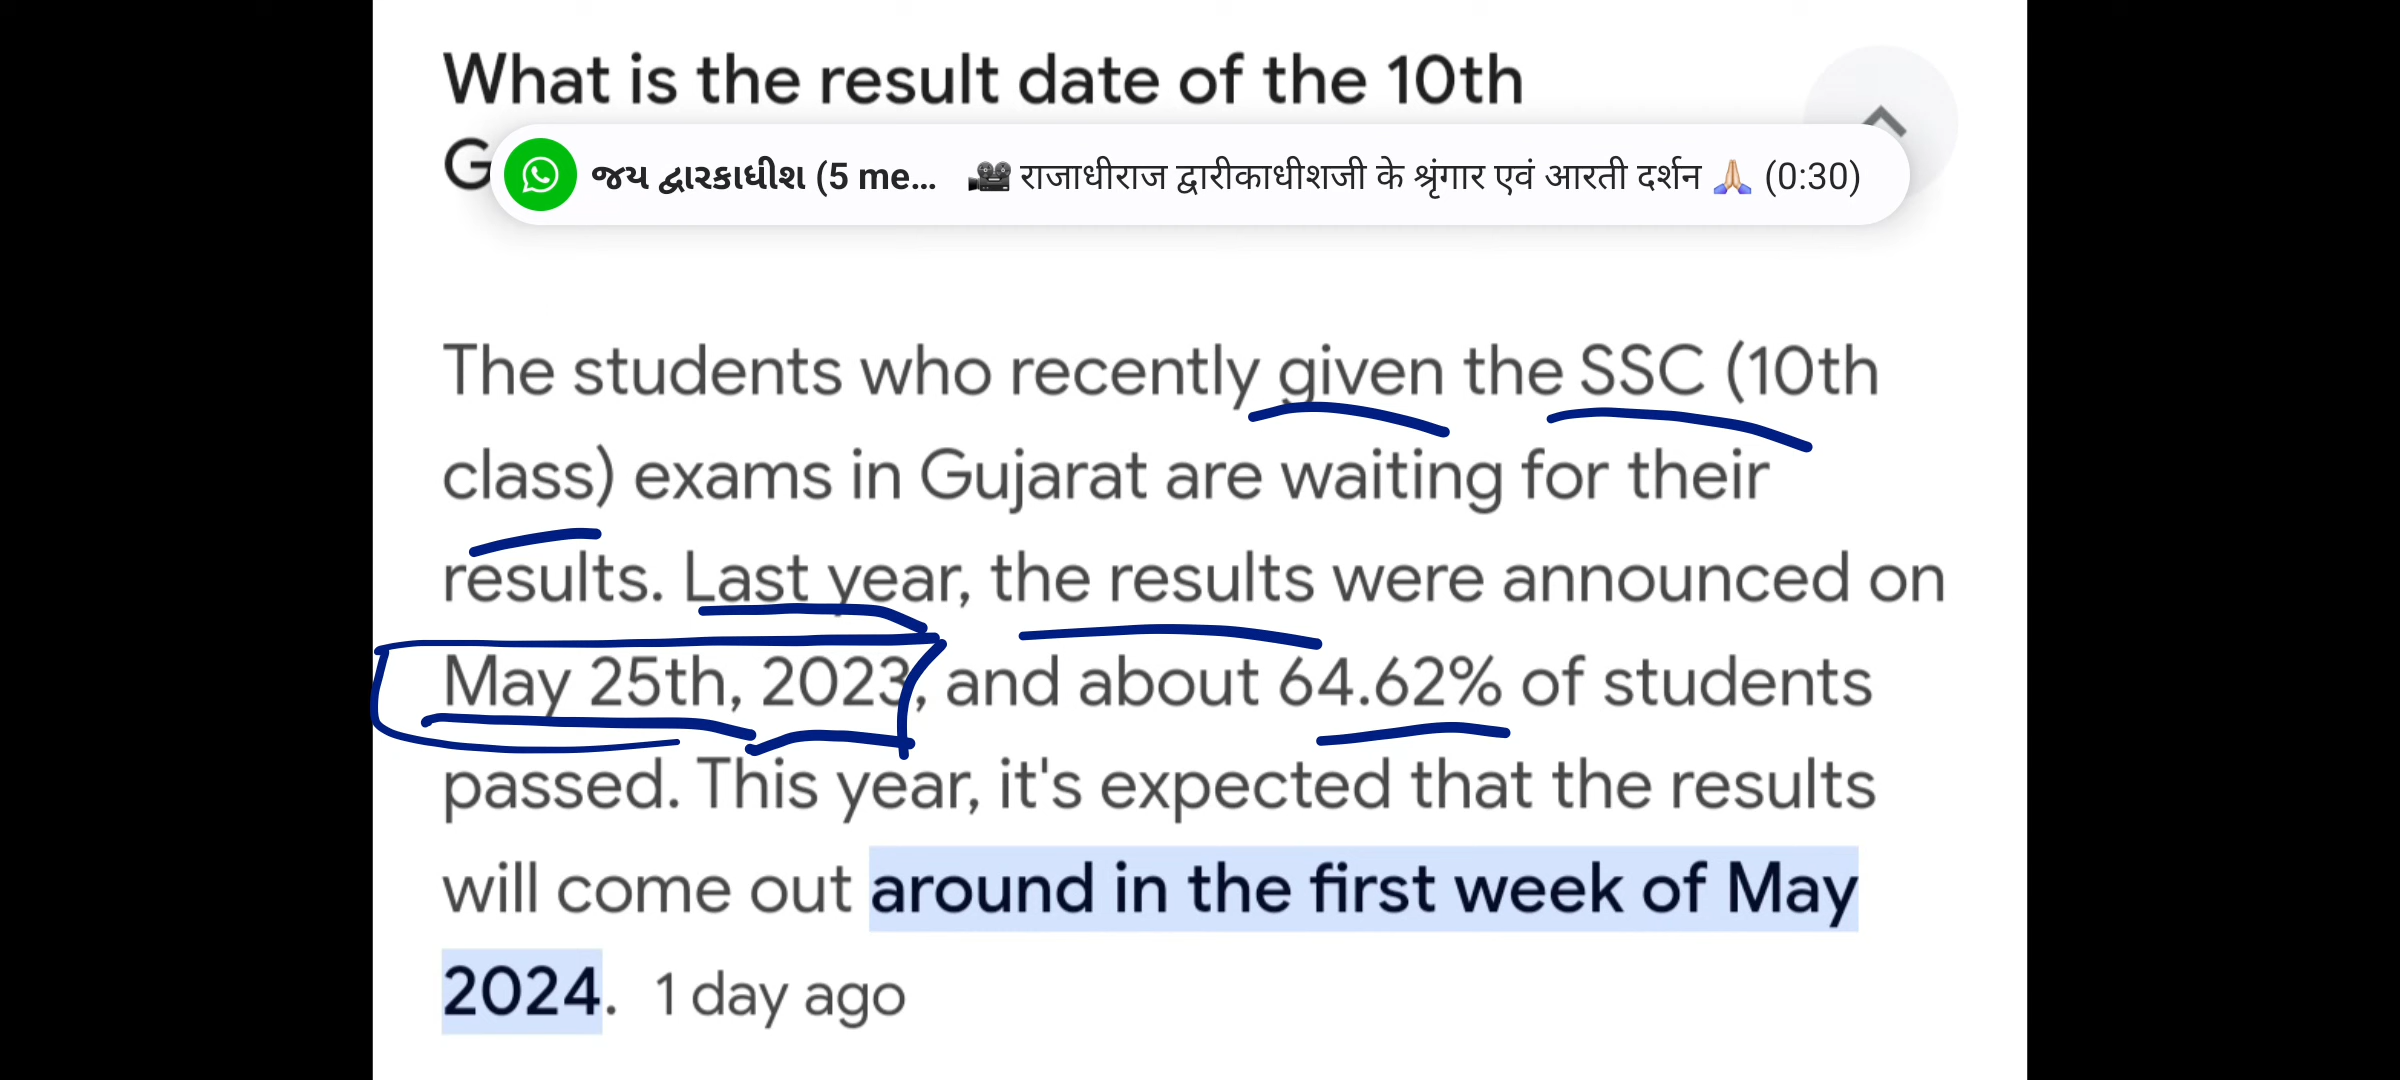 What is the result date of the 10th
G
જય દ્વારકાધીશ (5 me... 🎥 राजाधीराज द्वारीकाधीशजी के श्रृंगार एवं आरती दर्शन 🙏🏻 (0:30)
The students who recently given the SSC (10th
class) exams in Gujarat are waiting for their
results. Last year, the results were announced on
May 25th, 2023, and about 64.62% of students
passed. This year, it's expected that the results
will come out around in the first week of May
2024. 1 day ago